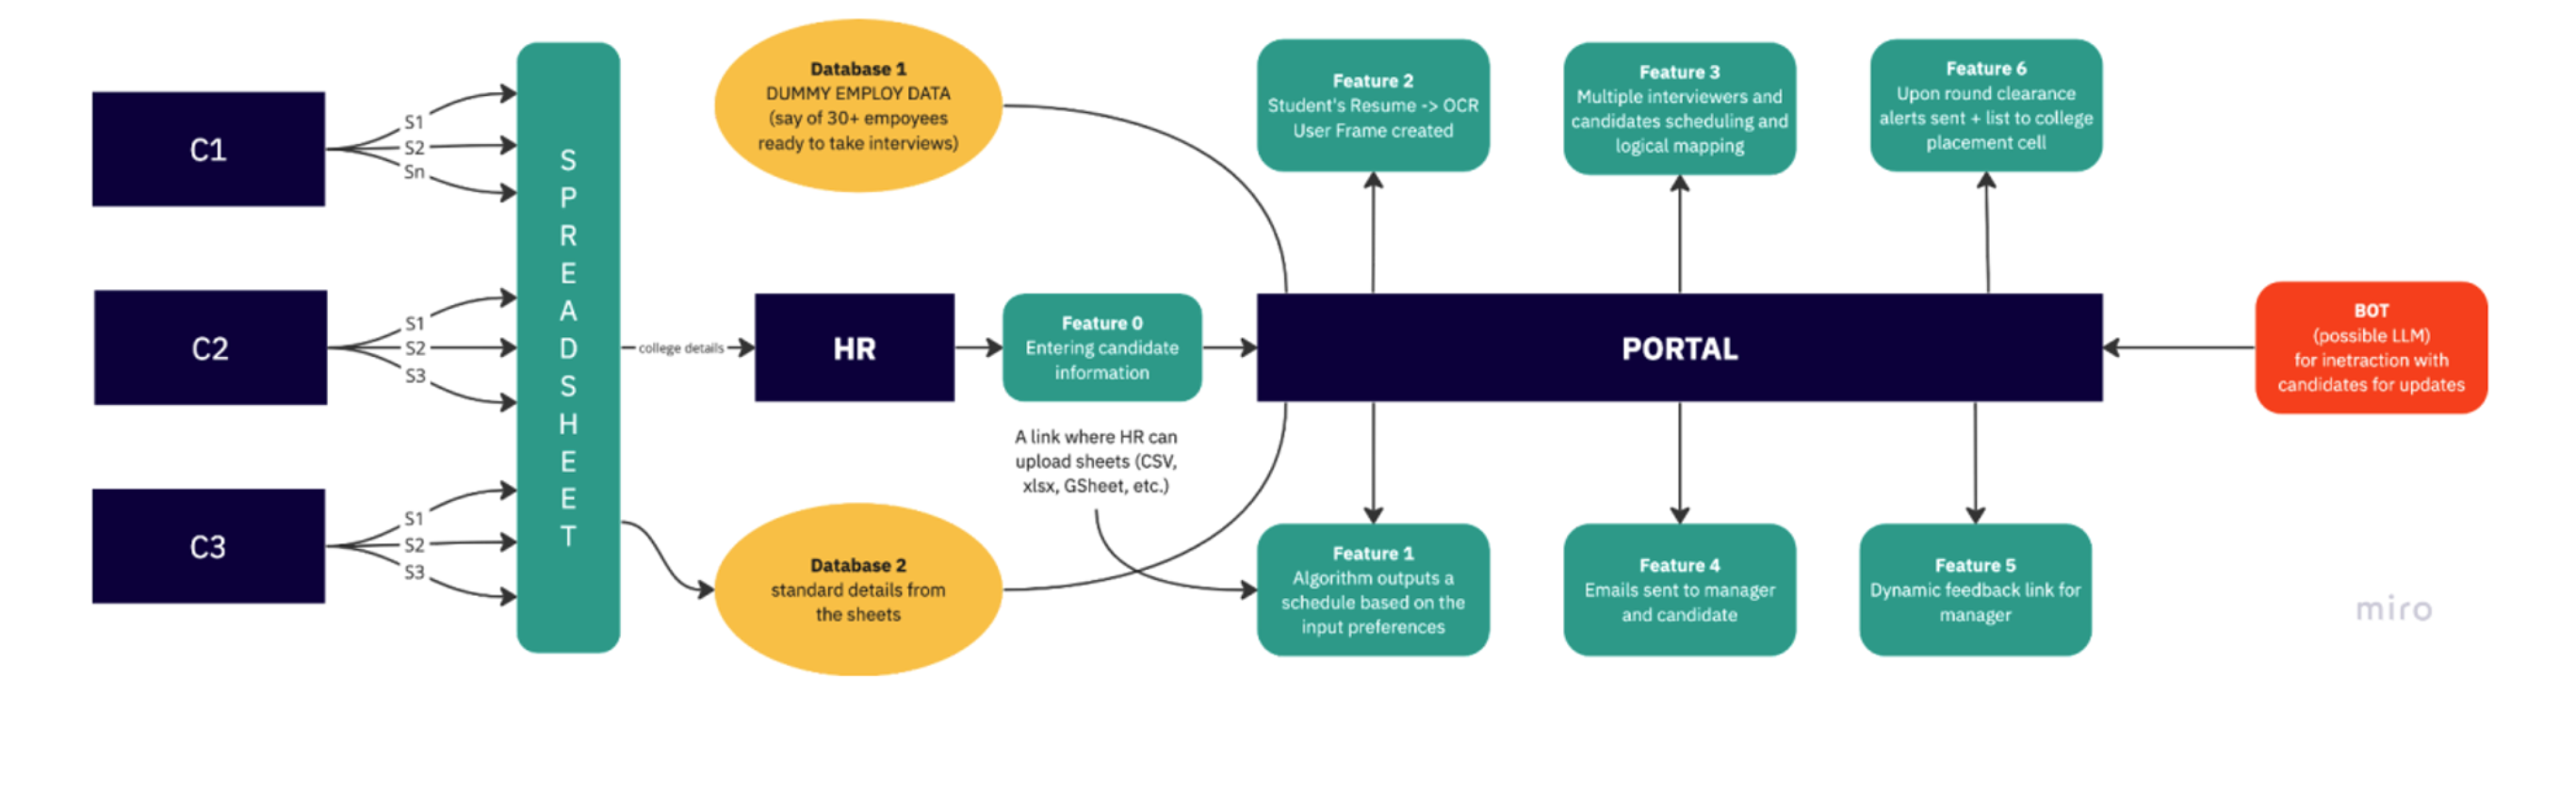 C1
S1
S2
Sn
C2
S1
S2
S3
C3
S1
S2
S3
S
P
R
E
A
D
S
H
E
E
T
college details
Database 1
DUMMY EMPLOY DATA
(say of 30+ empoyees
ready to take interviews)
HR
Feature 0
Entering candidate
information
A link where HR can
upload sheets (CSV,
xlsx, GSheet, etc.)
Database 2
standard details from
the sheets
Feature 2
Student's Resume -> OCR
User Frame created
Feature 3
Multiple interviewers and
candidates scheduling and
logical mapping
Feature 6
Upon round clearance
alerts sent + list to college
placement cell
PORTAL
BOT
(possible LLM)
for inetraction with
candidates for updates
Feature 1
Algorithm outputs a
schedule based on the
input preferences
Feature 4
Emails sent to manager
and candidate
Feature 5
Dynamic feedback link for
manager
miro